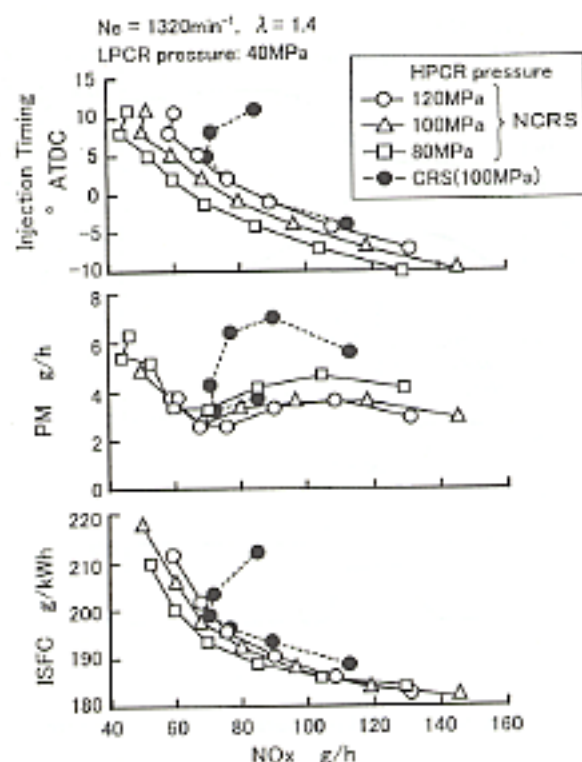 Ne = 1320min⁻¹, λ = 1.4
LPCR pressure: 40MPa
HPCR pressure
120MPa
100MPa
80MPa
NCRS
CRS(100MPa)
Injection Timing
° ATDC
15
10
5
0
-5
-10
PM g/h
8
6
4
2
0
ISFC g/kWh
220
210
200
190
180
40 60 80 100 120 140 160
NOx g/h